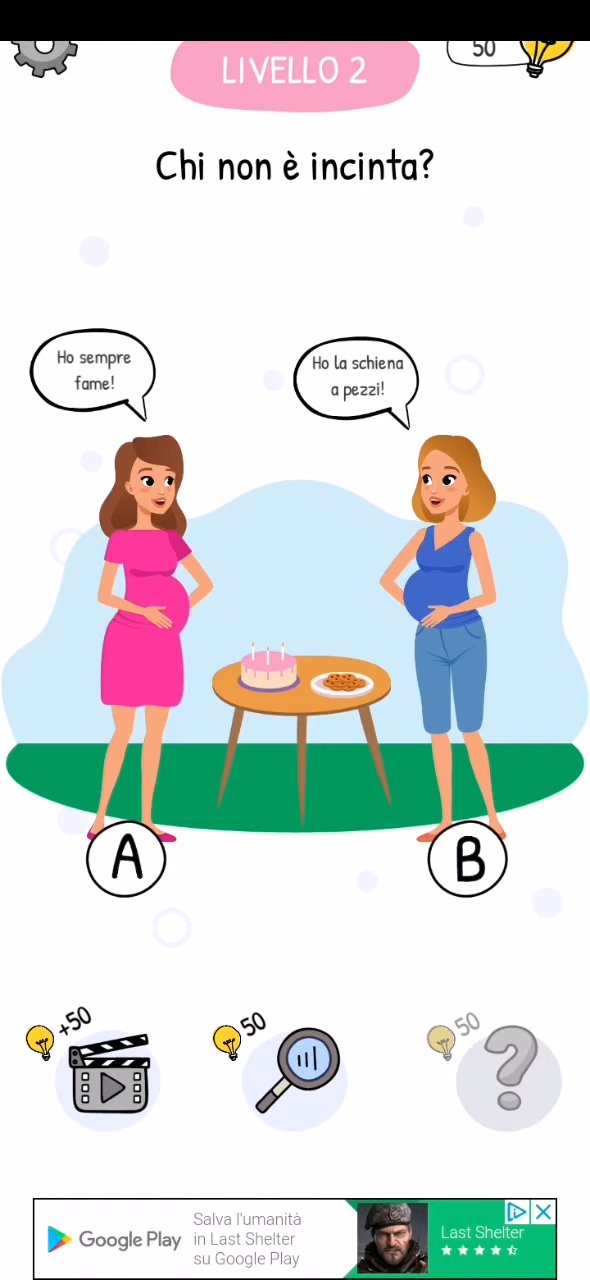 50
LIVELLO 2
Chi non è incinta?
Ho sempre
fame!
Ho la schiena
a pezzi!
A
B
+50
50
50
?
Google Play
Salva l'umanità
in Last Shelter
su Google Play
Last Shelter